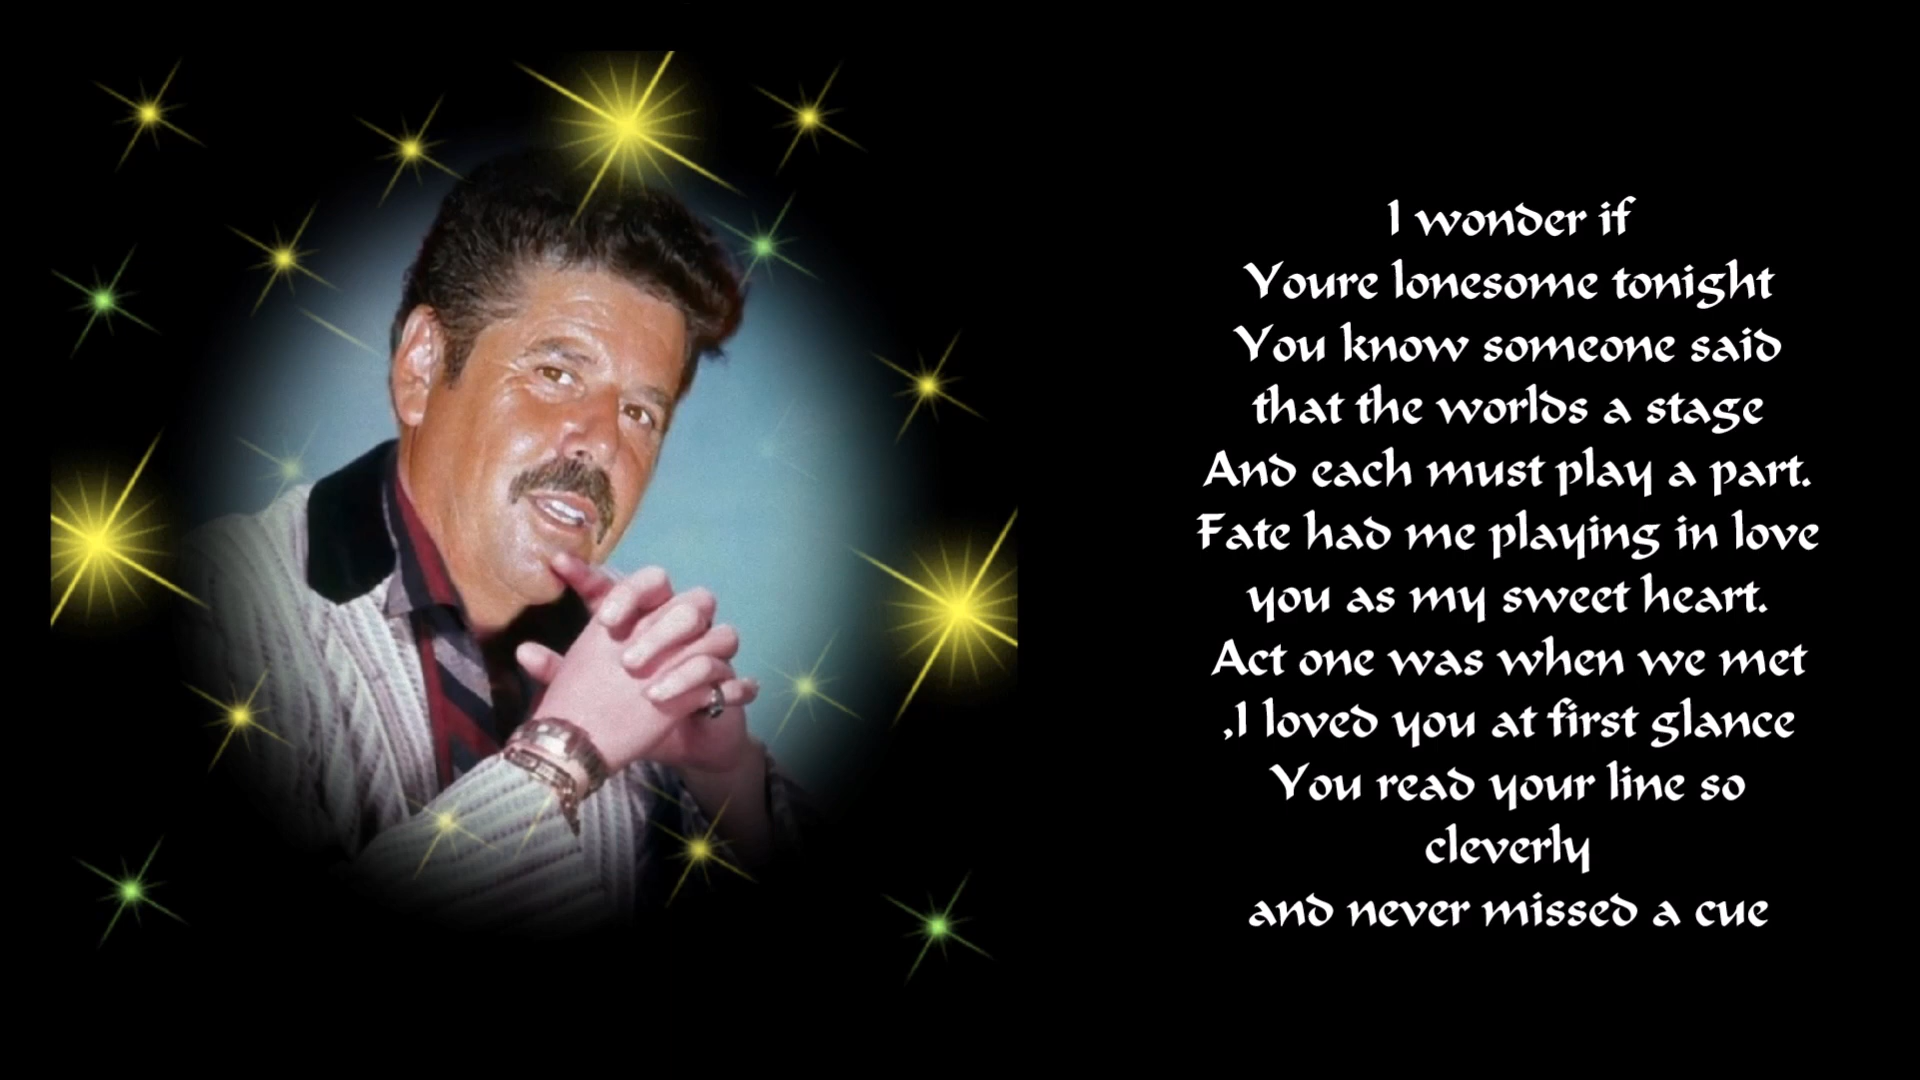 I wonder if
Youre lonesome tonight
You know someone said
that the worlds a stage
And each must play a part.
Fate had me playing in love
you as my sweet heart.
Act one was when we met
,I loved you at first glance
You read your line so
cleverly
and never missed a cue